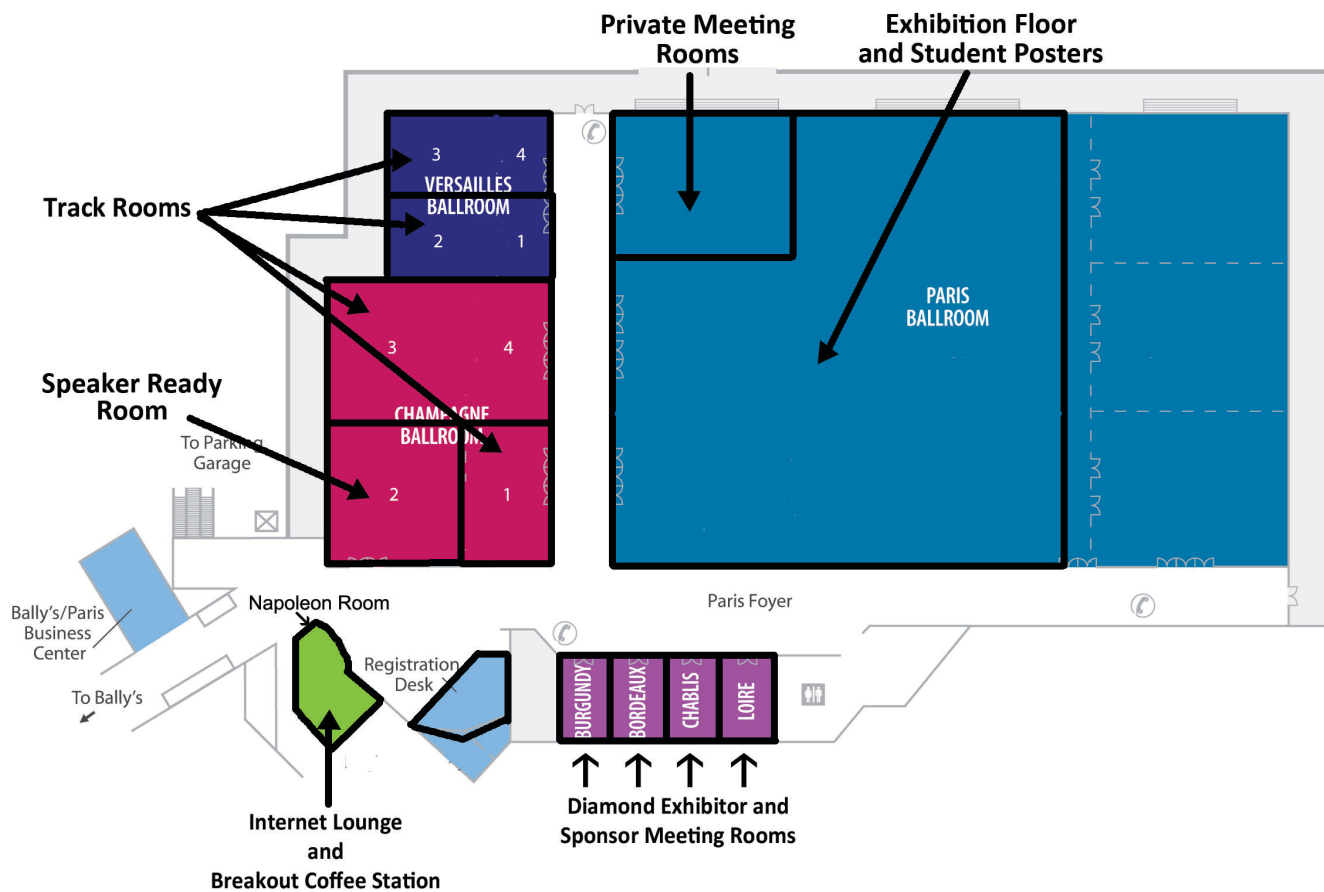 Private Meeting
Rooms
Exhibition Floor
and Student Posters
3
4
VERSAILLES
BALLROOM
2
1
Track Rooms
PARIS
BALLROOM
3
4
CHAMPAGNE
BALLROOM
2
1
Speaker Ready
Room
To Parking
Garage
Bally's/Paris
Business
Center
To Bally's
Napoleon Room
Registration
Desk
Paris Foyer
BURGUNDY
BORDEAUX
CHABLIS
LOIRE
Internet Lounge
and
Breakout Coffee Station
Diamond Exhibitor and
Sponsor Meeting Rooms